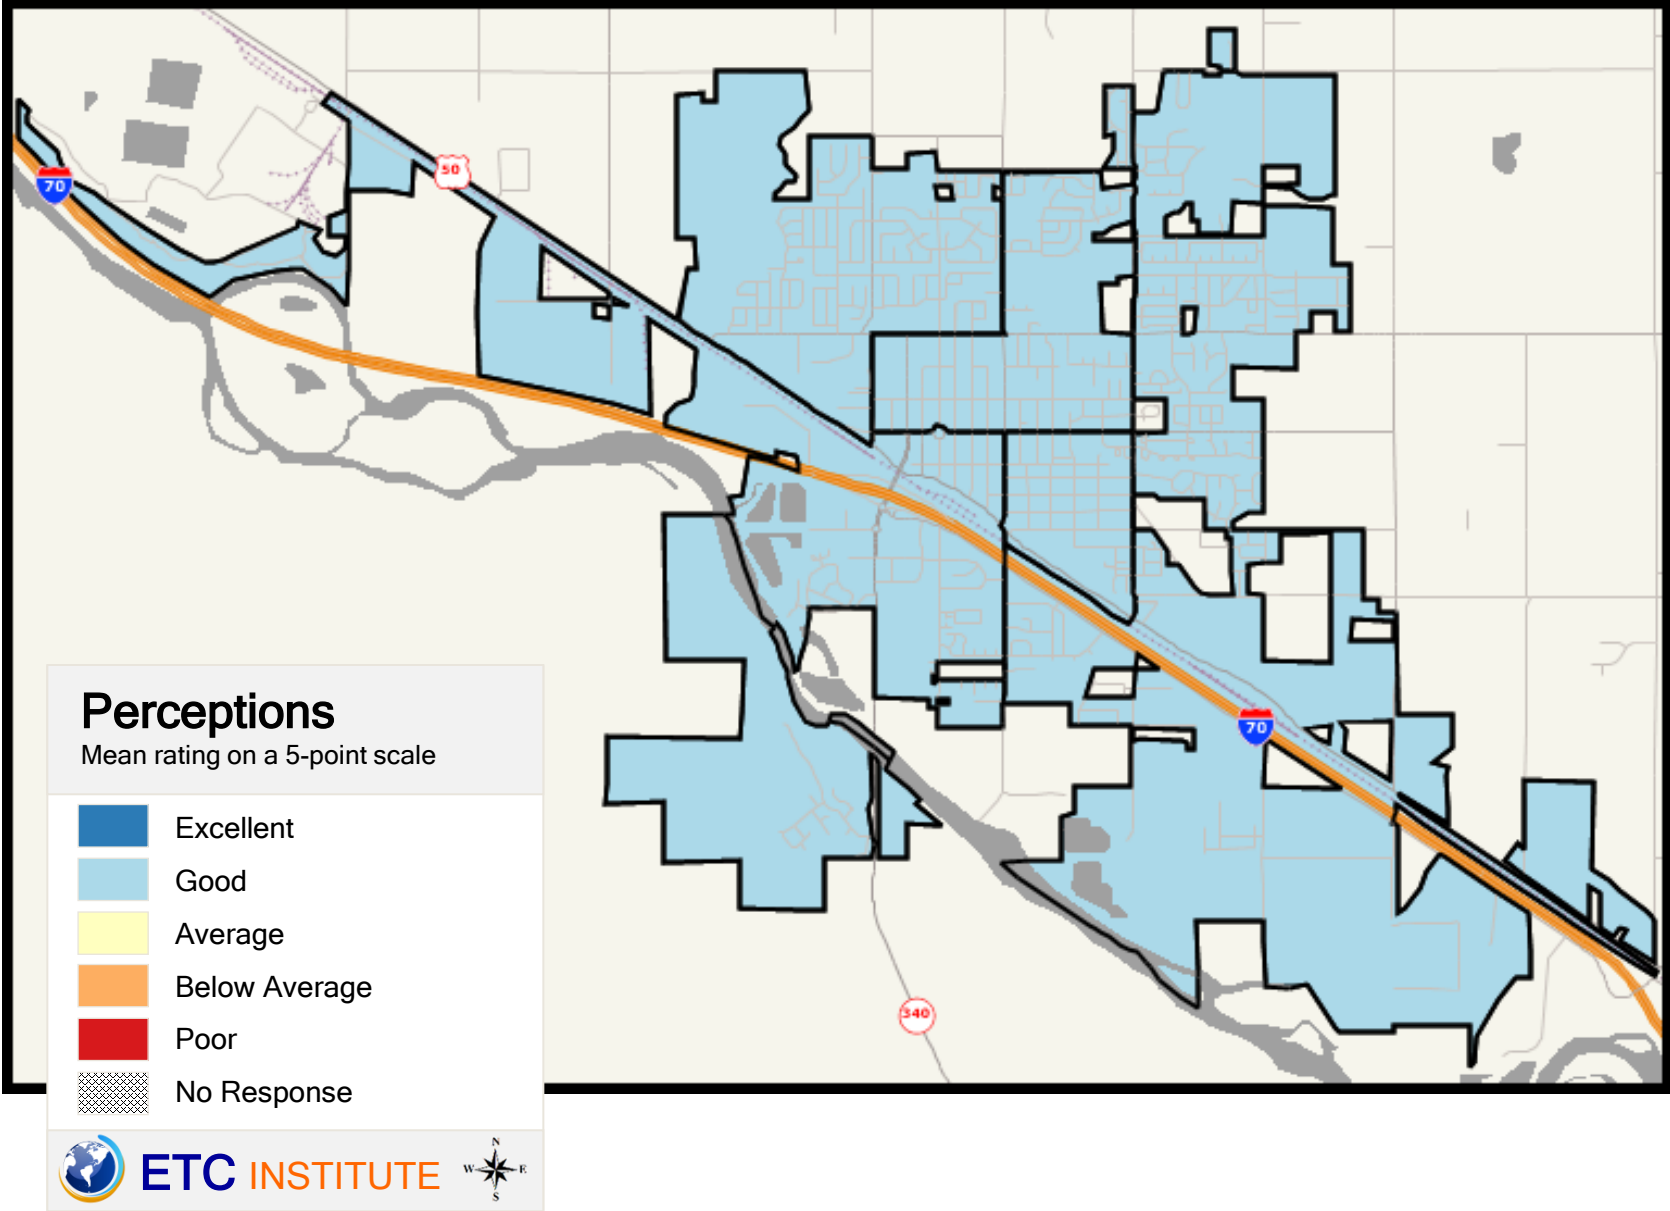 50
70
70
340
Perceptions
Mean rating on a 5-point scale
Excellent
Good
Average
Below Average
Poor
No Response
ETC INSTITUTE
N
W E
S